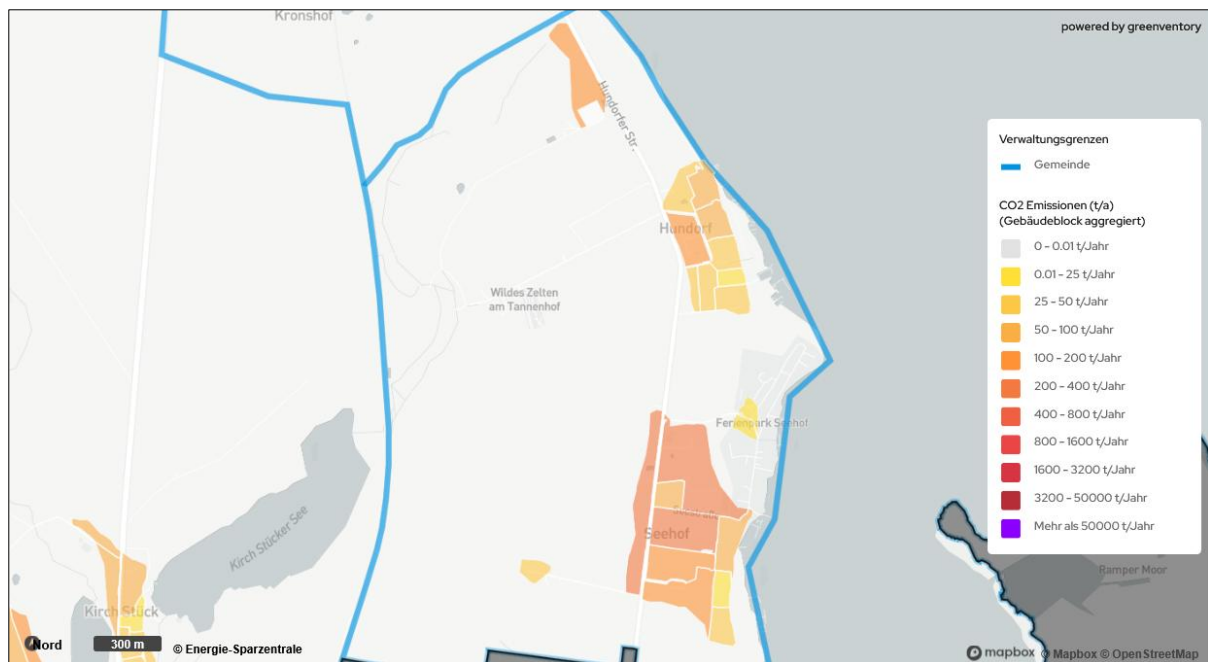 Kronshof
powered by greenventory
Hundorfer Str.
Verwaltungsgrenzen
Gemeinde
CO2 Emissionen (t/a)
(Gebäudeblock aggregiert)
0 - 0.01 t/Jahr
0.01 - 25 t/Jahr
25 - 50 t/Jahr
50 - 100 t/Jahr
100 - 200 t/Jahr
200 - 400 t/Jahr
400 - 800 t/Jahr
800 - 1600 t/Jahr
1600 - 3200 t/Jahr
3200 - 50000 t/Jahr
Mehr als 50000 t/Jahr
Hundorf
Wildes Zelten
am Tannenhof
Ferienpark Seehof
Seestraße
Seehof
Kirch Stücker See
Ramper Moor
Kirch Stück
Nord
300 m
© Energie-Sparzentrale
mapbox
© Mapbox © OpenStreetMap